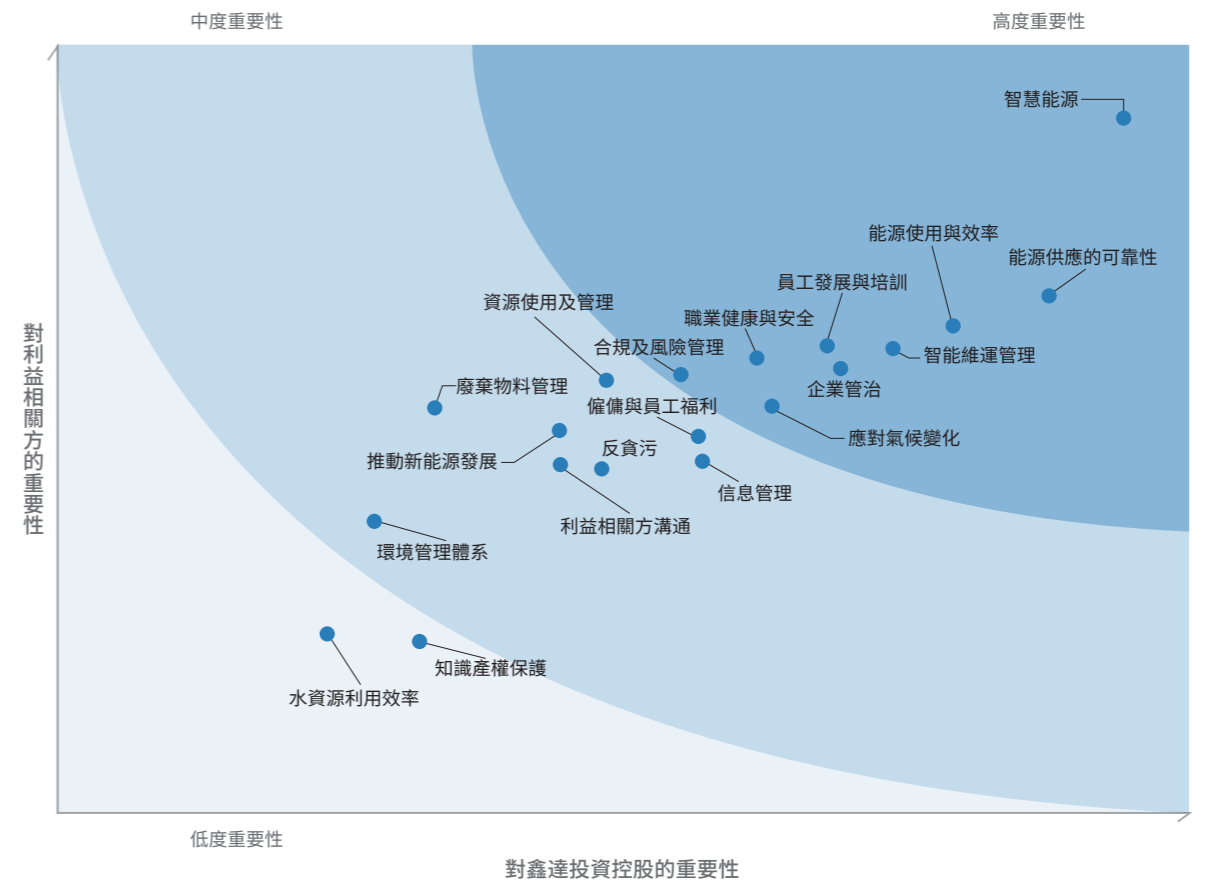 中度重要性
高度重要性
智慧能源
能源使用與效率
能源供應的可靠性
員工發展與培訓
資源使用及管理
職業健康與安全
合規及風險管理
智能維運管理
廢棄物料管理
企業管治
僱傭與員工福利
應對氣候變化
反貪污
推動新能源發展
信息管理
利益相關方溝通
環境管理體系
知識產權保護
水資源利用效率
對利益相關方的重要性
低度重要性
對鑫達投資控股的重要性